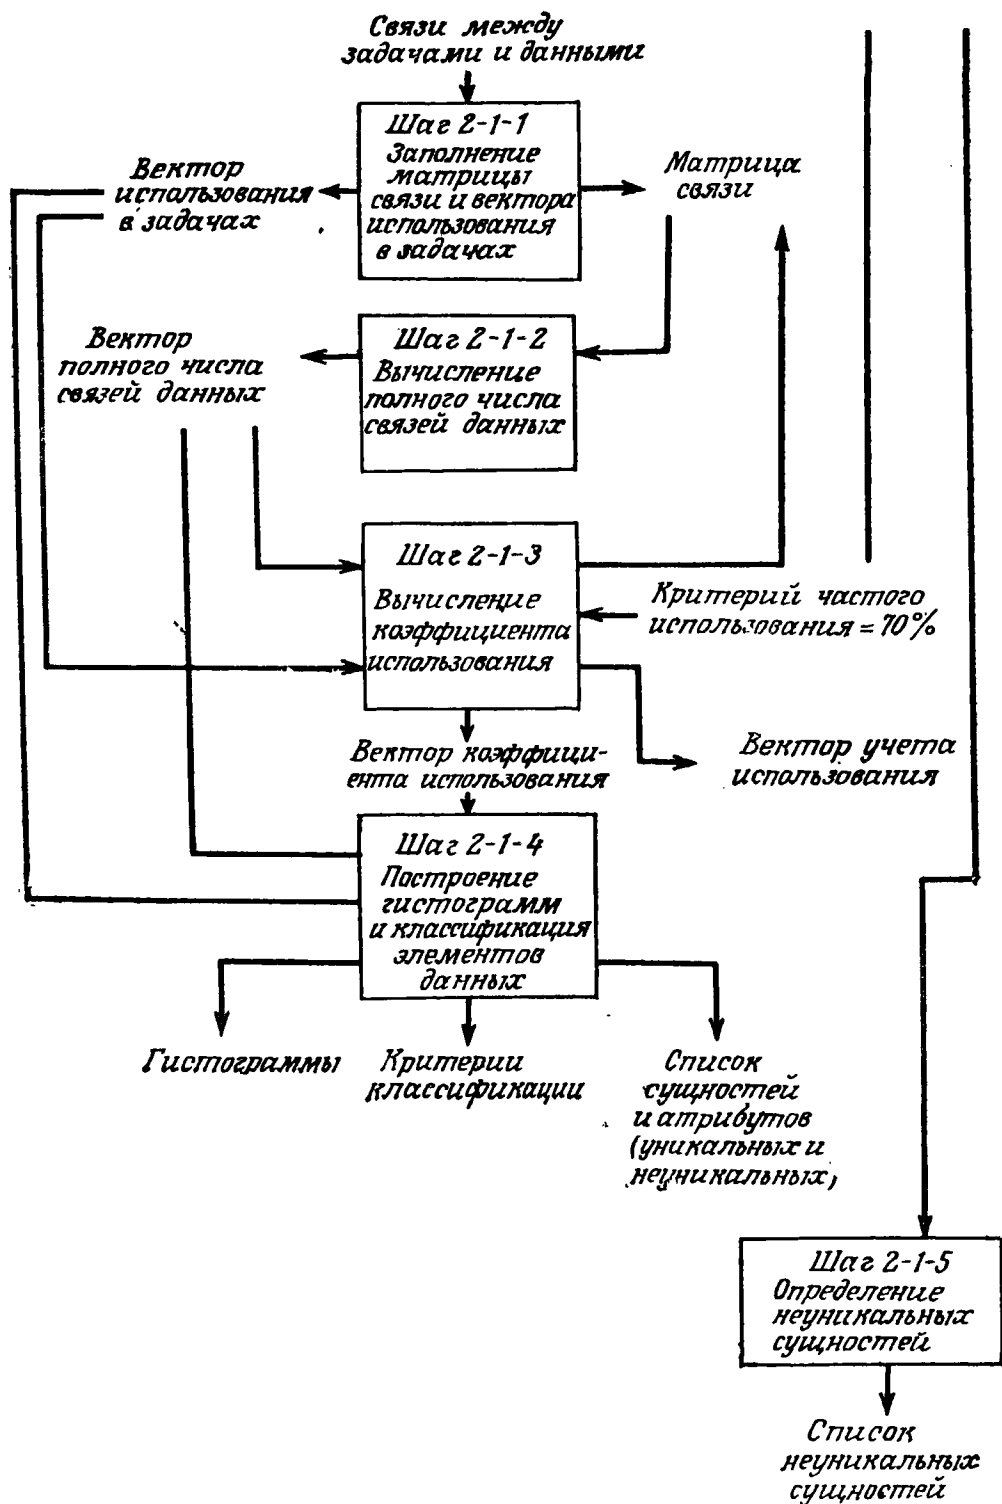 Связи между
задачами и данными
Шаг 2-1-1
Заполнение
матрицы
связи и вектора
использования
в задачах
Вектор
использования
в задачах
Матрица
связи
Шаг 2-1-2
Вычисление
полного числа
связей данных
Вектор
полного числа
связей данных
Шаг 2-1-3
Вычисление
коэффициента
использования
Критерий частого
использования = 70%
Вектор коэффици-
ента использования
Вектор учета
использования
Шаг 2-1-4
Построение
гистограмм
и классификация
элементов
данных
Гистограммы
Критерии
классификации
Список
сущностей
и атрибутов
(уникальных и
неуникальных)
Шаг 2-1-5
Определение
неуникальных
сущностей
Список
неуникальных
сущностей